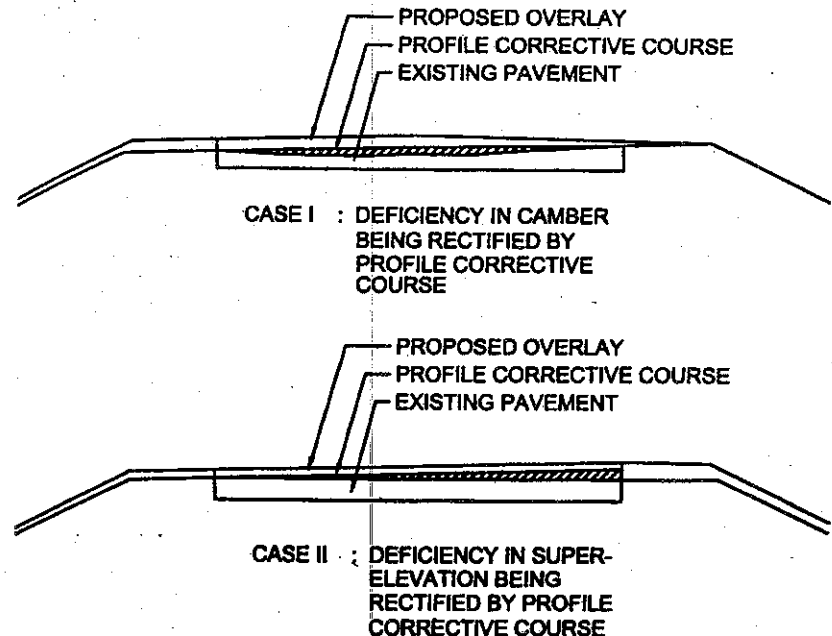 PROPOSED OVERLAY
PROFILE CORRECTIVE COURSE
EXISTING PAVEMENT
CASE I : DEFICIENCY IN CAMBER
BEING RECTIFIED BY
PROFILE CORRECTIVE
COURSE
PROPOSED OVERLAY
PROFILE CORRECTIVE COURSE
EXISTING PAVEMENT
CASE II : DEFICIENCY IN SUPER-
ELEVATION BEING
RECTIFIED BY PROFILE
CORRECTIVE COURSE